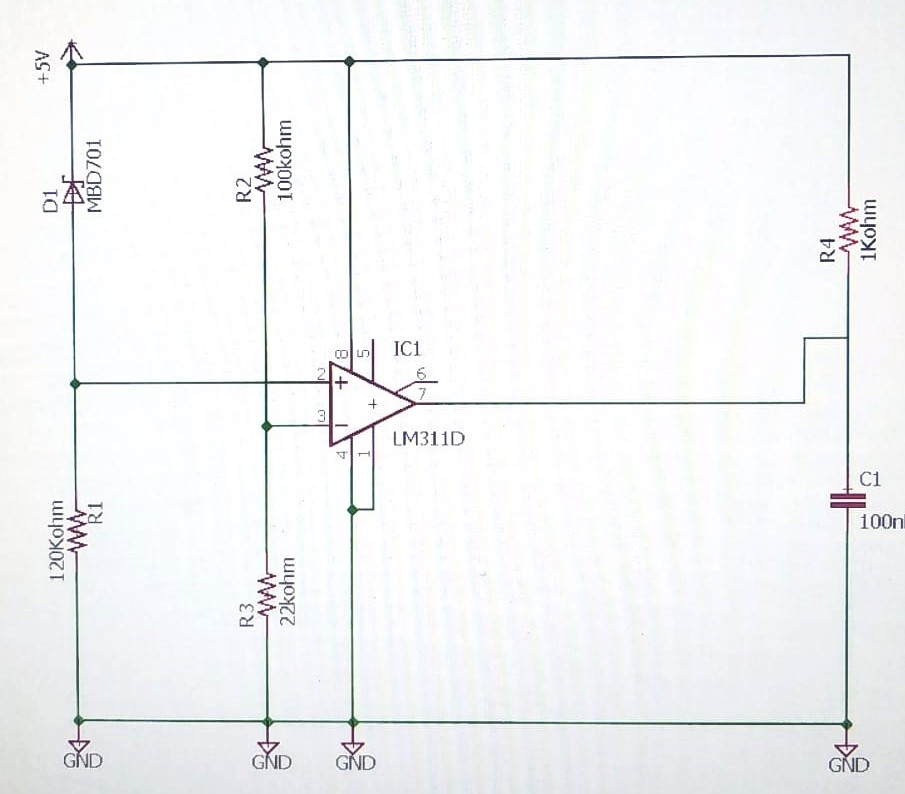 +5V
D1
MBD701
R2
100kohm
R4
1Kohm
8
5
IC1
2
+
6
7
+
3
-
LM311D
4
1
+
C1
100n
120Kohm
R1
R3
22kohm
GND
GND
GND
GND